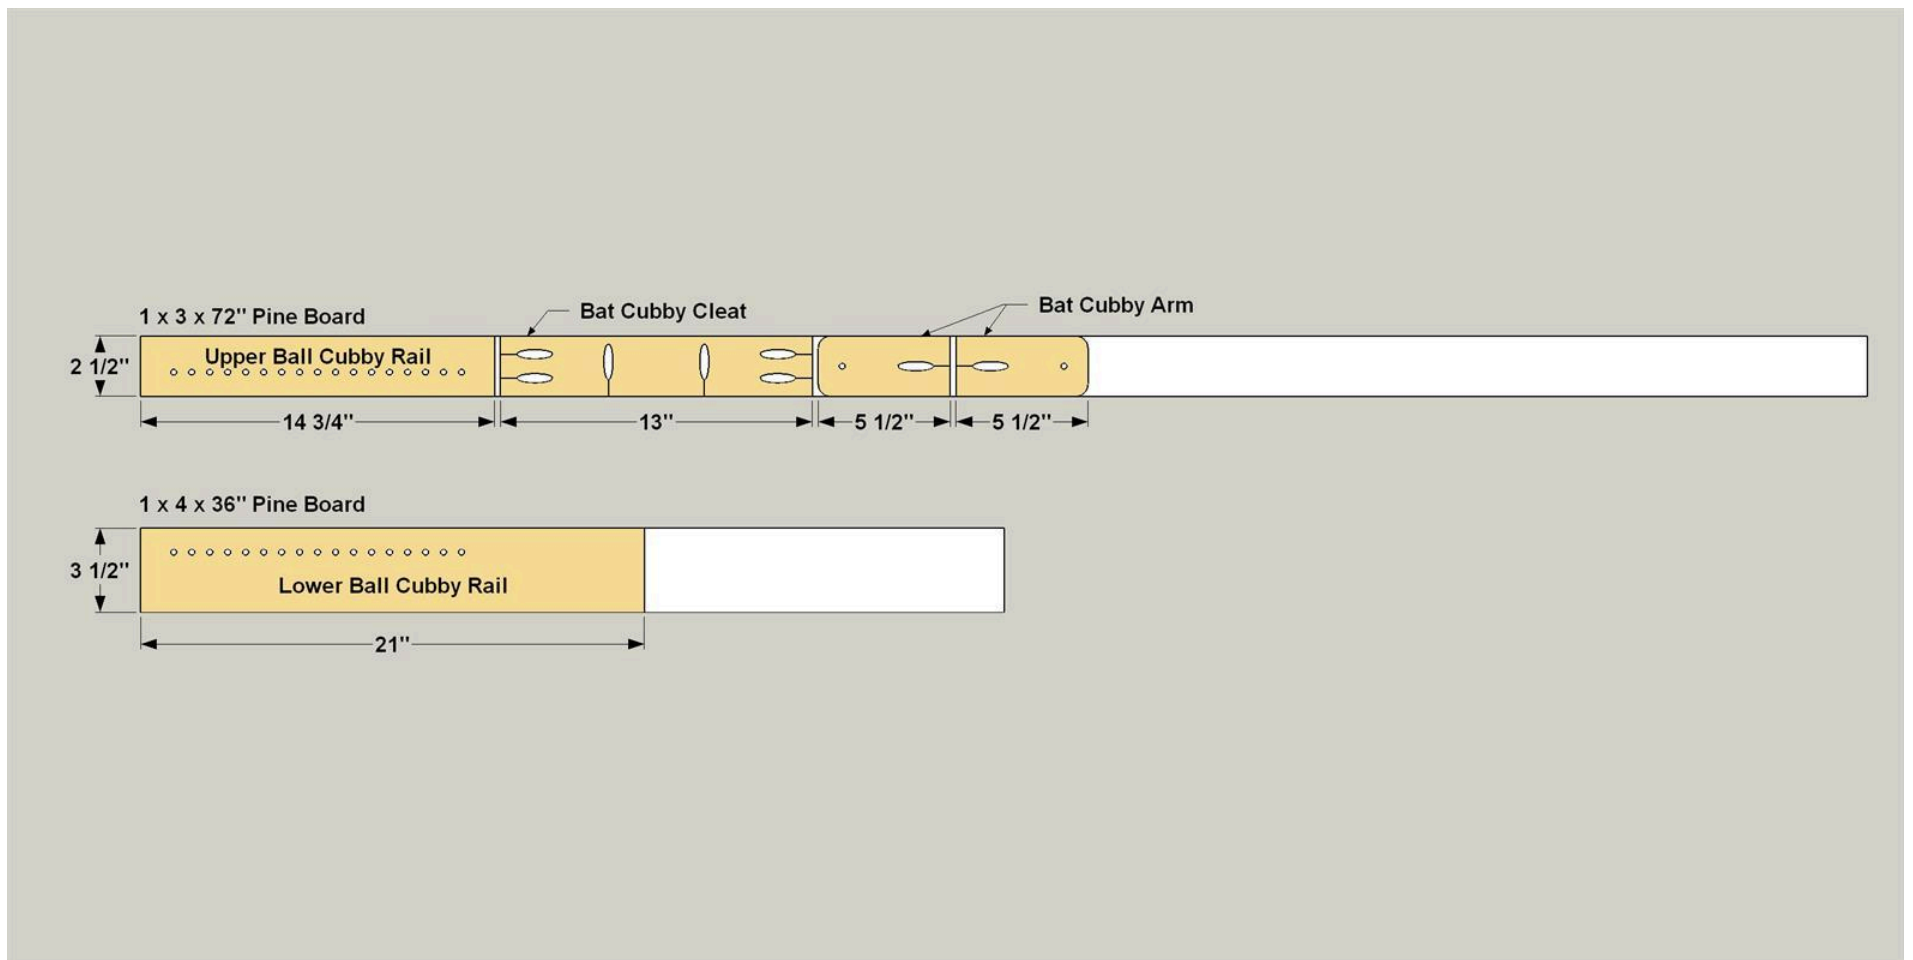 Bat Cubby Cleat
Bat Cubby Arm
1 x 3 x 72" Pine Board
Upper Ball Cubby Rail
2 1/2"
14 3/4"
13"
5 1/2"
5 1/2"
1 x 4 x 36" Pine Board
3 1/2"
Lower Ball Cubby Rail
21"